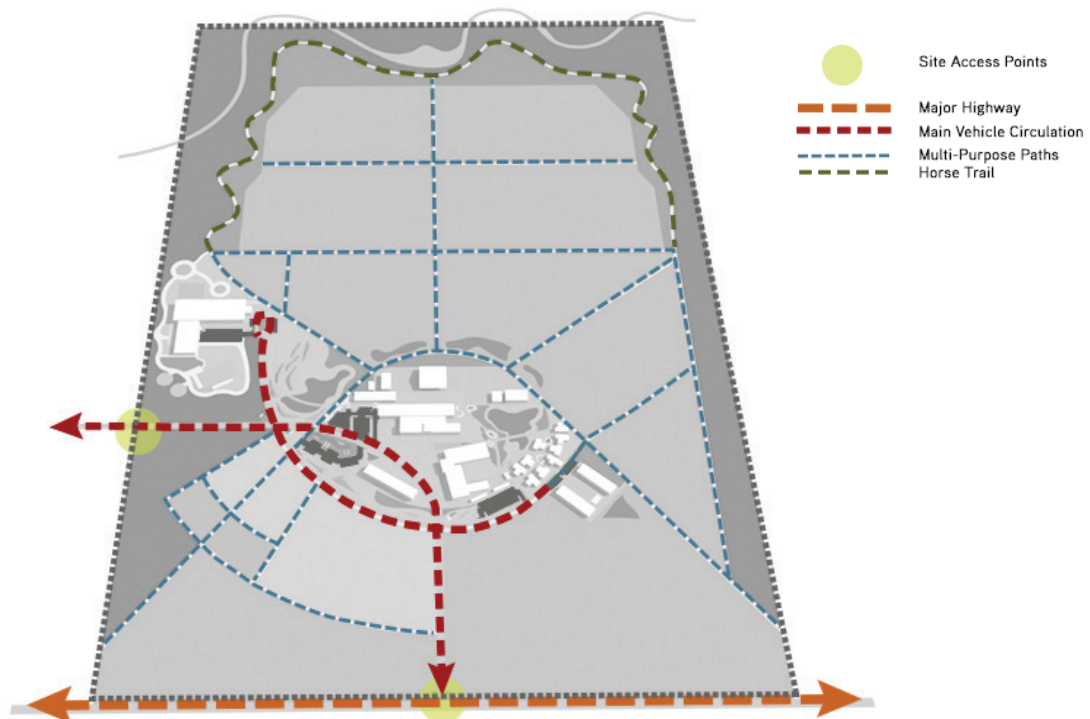 Site Access Points
Major Highway
Main Vehicle Circulation
Multi-Purpose Paths
Horse Trail